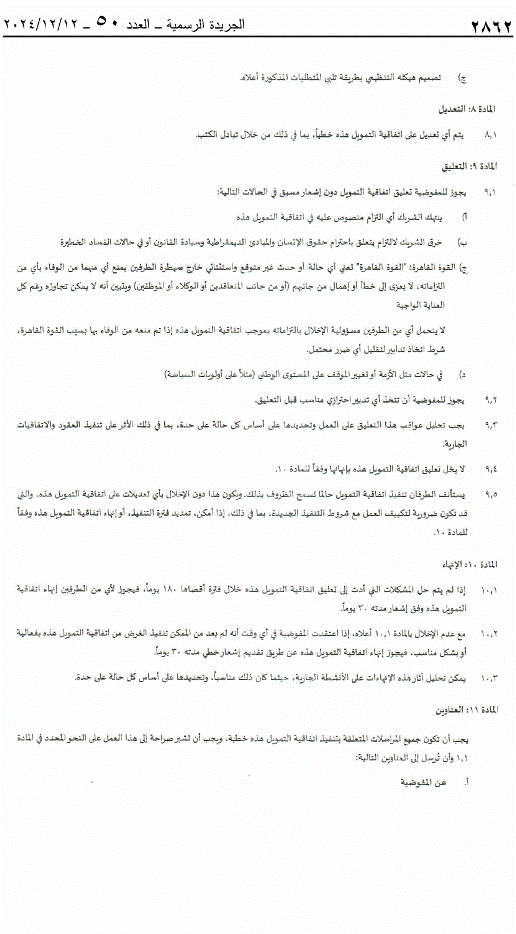 ٢٨٦٢ الجريدة الرسمية – العدد ٥٠ – ٢٠٢٤/١٢/١٢
ج) تصميم هيكله التنظيمي بطريقة تلبي المتطلبات المذكورة أعلاه.
المادة ٨: التعديل
٨.١ يتم أي تعديل على اتفاقية التمويل هذه خطياً، بما في ذلك من خلال تبادل الكتب.
المادة ٩: التعليق
٩.١ يجوز للمفوضية تعليق اتفاقية التمويل دون إشعار مسبق في الحالات التالية:
أ) ينتهك الشريك أي التزام منصوص عليه في اتفاقية التمويل هذه
ب) خرق الشريك لالتزام يتعلق باحترام حقوق الإنسان والمبادئ الديمقراطية وسيادة القانون أو في حالات الفساد الخطيرة
ج) القوة القاهرة: "القوة القاهرة" تعني أي حالة أو حدث غير متوقع واستثنائي خارج سيطرة الطرفين يمنع أي منهما من الوفاء بأي من
التزاماته، لا يعزى إلى خطأ أو إهمال من جانبهم (أو من جانب المتعاقدين أو الوكلاء أو الموظفين) ويتبين أنه لا يمكن تجاوزه رغم كل
العناية الواجبة
لا يتحمل أي من الطرفين مسؤولية الإخلال بالتزاماته بموجب اتفاقية التمويل هذه إذا تم منعه من الوفاء بها بسبب القوة القاهرة،
شرط اتخاذ تدابير لتقليل أي ضرر محتمل.
د) في حالات مثل الأزمة أو تغيير الموقف على المستوى الوطني (مثلاً على أولويات السياسة)
٩.٢ يجوز للمفوضية أن تتخذ أي تدبير احترازي مناسب قبل التعليق.
٩.٣ يجب تحليل عواقب هذا التعليق على العمل وتحديدها على أساس كل حالة على حدة، بما في ذلك الأثر على تنفيذ العقود والاتفاقيات
الجارية.
٩.٤ لا يخل تعليق اتفاقية التمويل هذه بإنهائها وفقاً للمادة ١٠.
٩.٥ يستأنف الطرفان تنفيذ اتفاقية التمويل حالما تسمح الظروف بذلك. ويكون هذا دون الإخلال بأي تعديلات على اتفاقية التمويل هذه، والتي
قد تكون ضرورية لتكييف العمل مع شروط التنفيذ الجديدة، بما في ذلك، إذا أمكن، تمديد فترة التنفيذ، أو إنهاء اتفاقية التمويل هذه وفقاً
للمادة ١٠.
المادة ١٠: الإنهاء
١٠.١ إذا لم يتم حل المشكلات التي أدت إلى تعليق اتفاقية التمويل هذه خلال فترة أقصاها ١٨٠ يوماً، فيجوز لأي من الطرفين إنهاء اتفاقية
التمويل هذه وفق إشعار مدته ٣٠ يوماً.
١٠.٢ مع عدم الإخلال بالمادة ١٠.١ أعلاه، إذا اعتقدت المفوضية في أي وقت أنه لم يعد من الممكن تنفيذ الغرض من اتفاقية التمويل هذه بفعالية
أو بشكل مناسب، فيجوز إنهاء اتفاقية التمويل هذه عن طريق تقديم إشعار خطي مدته ٣٠ يوماً.
١٠.٣ يمكن تحليل آثار هذه الإنهاءات على الأنشطة الجارية، حيثما كان ذلك مناسباً، وتحديدها على أساس كل حالة على حدة.
المادة ١١: العناوين
يجب أن تكون جميع المراسلات المتعلقة بتنفيذ اتفاقية التمويل هذه خطية، ويجب أن تشير صراحة إلى هذا العمل على النحو المحدد في المادة
١.١ وأن تُرسل إلى العناوين التالية:
أ. عن المفوضية